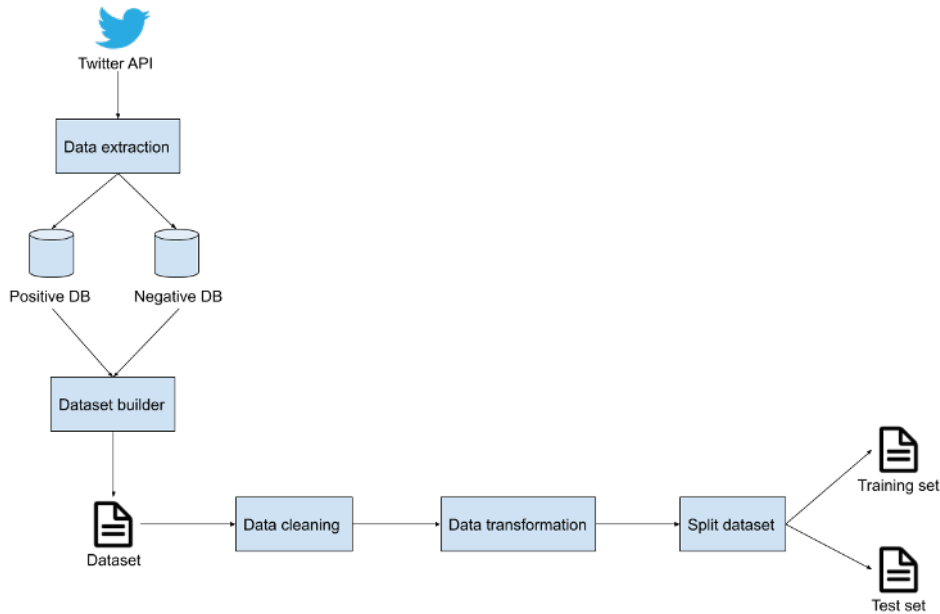 Twitter API
Data extraction
Positive DB
Negative DB
Dataset builder
Dataset
Data cleaning
Data transformation
Split dataset
Training set
Test set